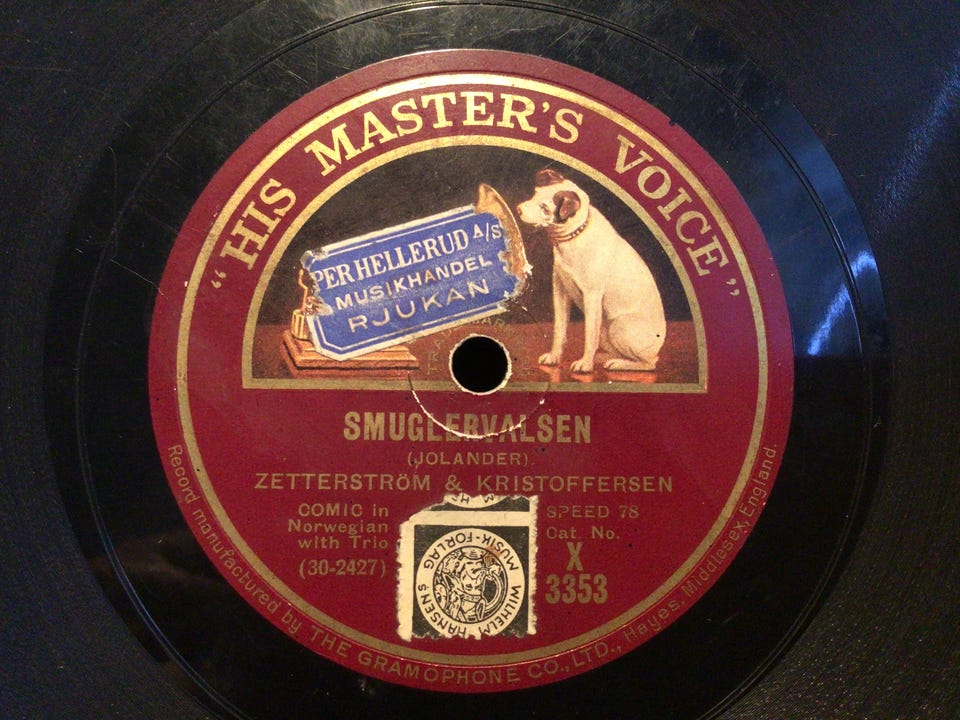 "HIS MASTER'S VOICE"
PER HELLERUD A/S
MUSIKHANDEL
RJUKAN
SMUGLERVALSEN
(JOLANDER).
ZETTERSTRÖM & KRISTOFFERSEN
COMIC in
Norwegian
with Trio
(30-2427)
SPEED 78
Cat. No.
X
3353
WILHELM HANSENS MUSIK-FORLAG
Record manufactured by THE GRAMOPHONE CO., LTD., Hayes, Middlesex, England.